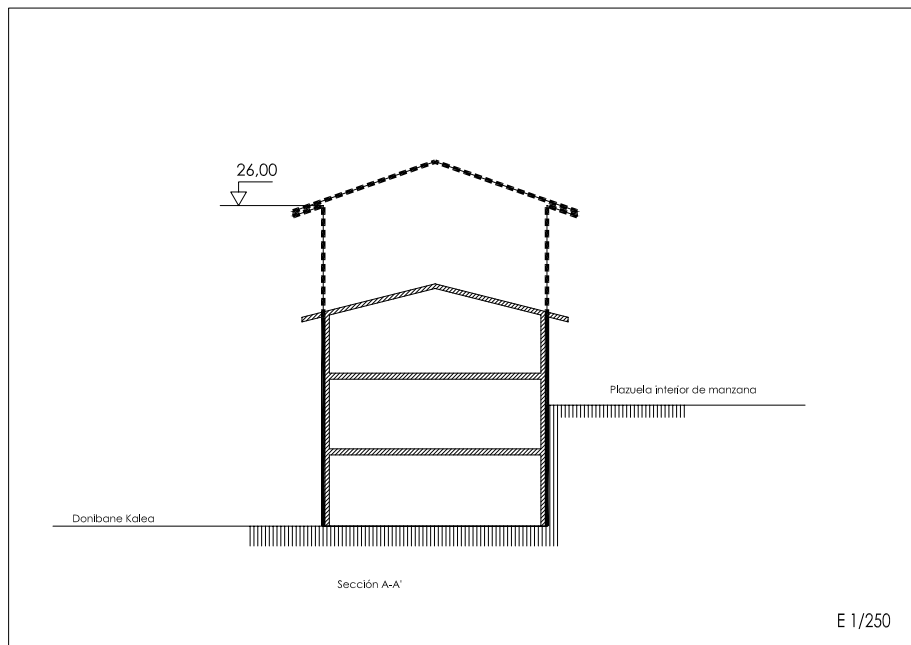 26,00
Plazuela interior de manzana
Donibane Kalea
Sección A-A'
E 1/250